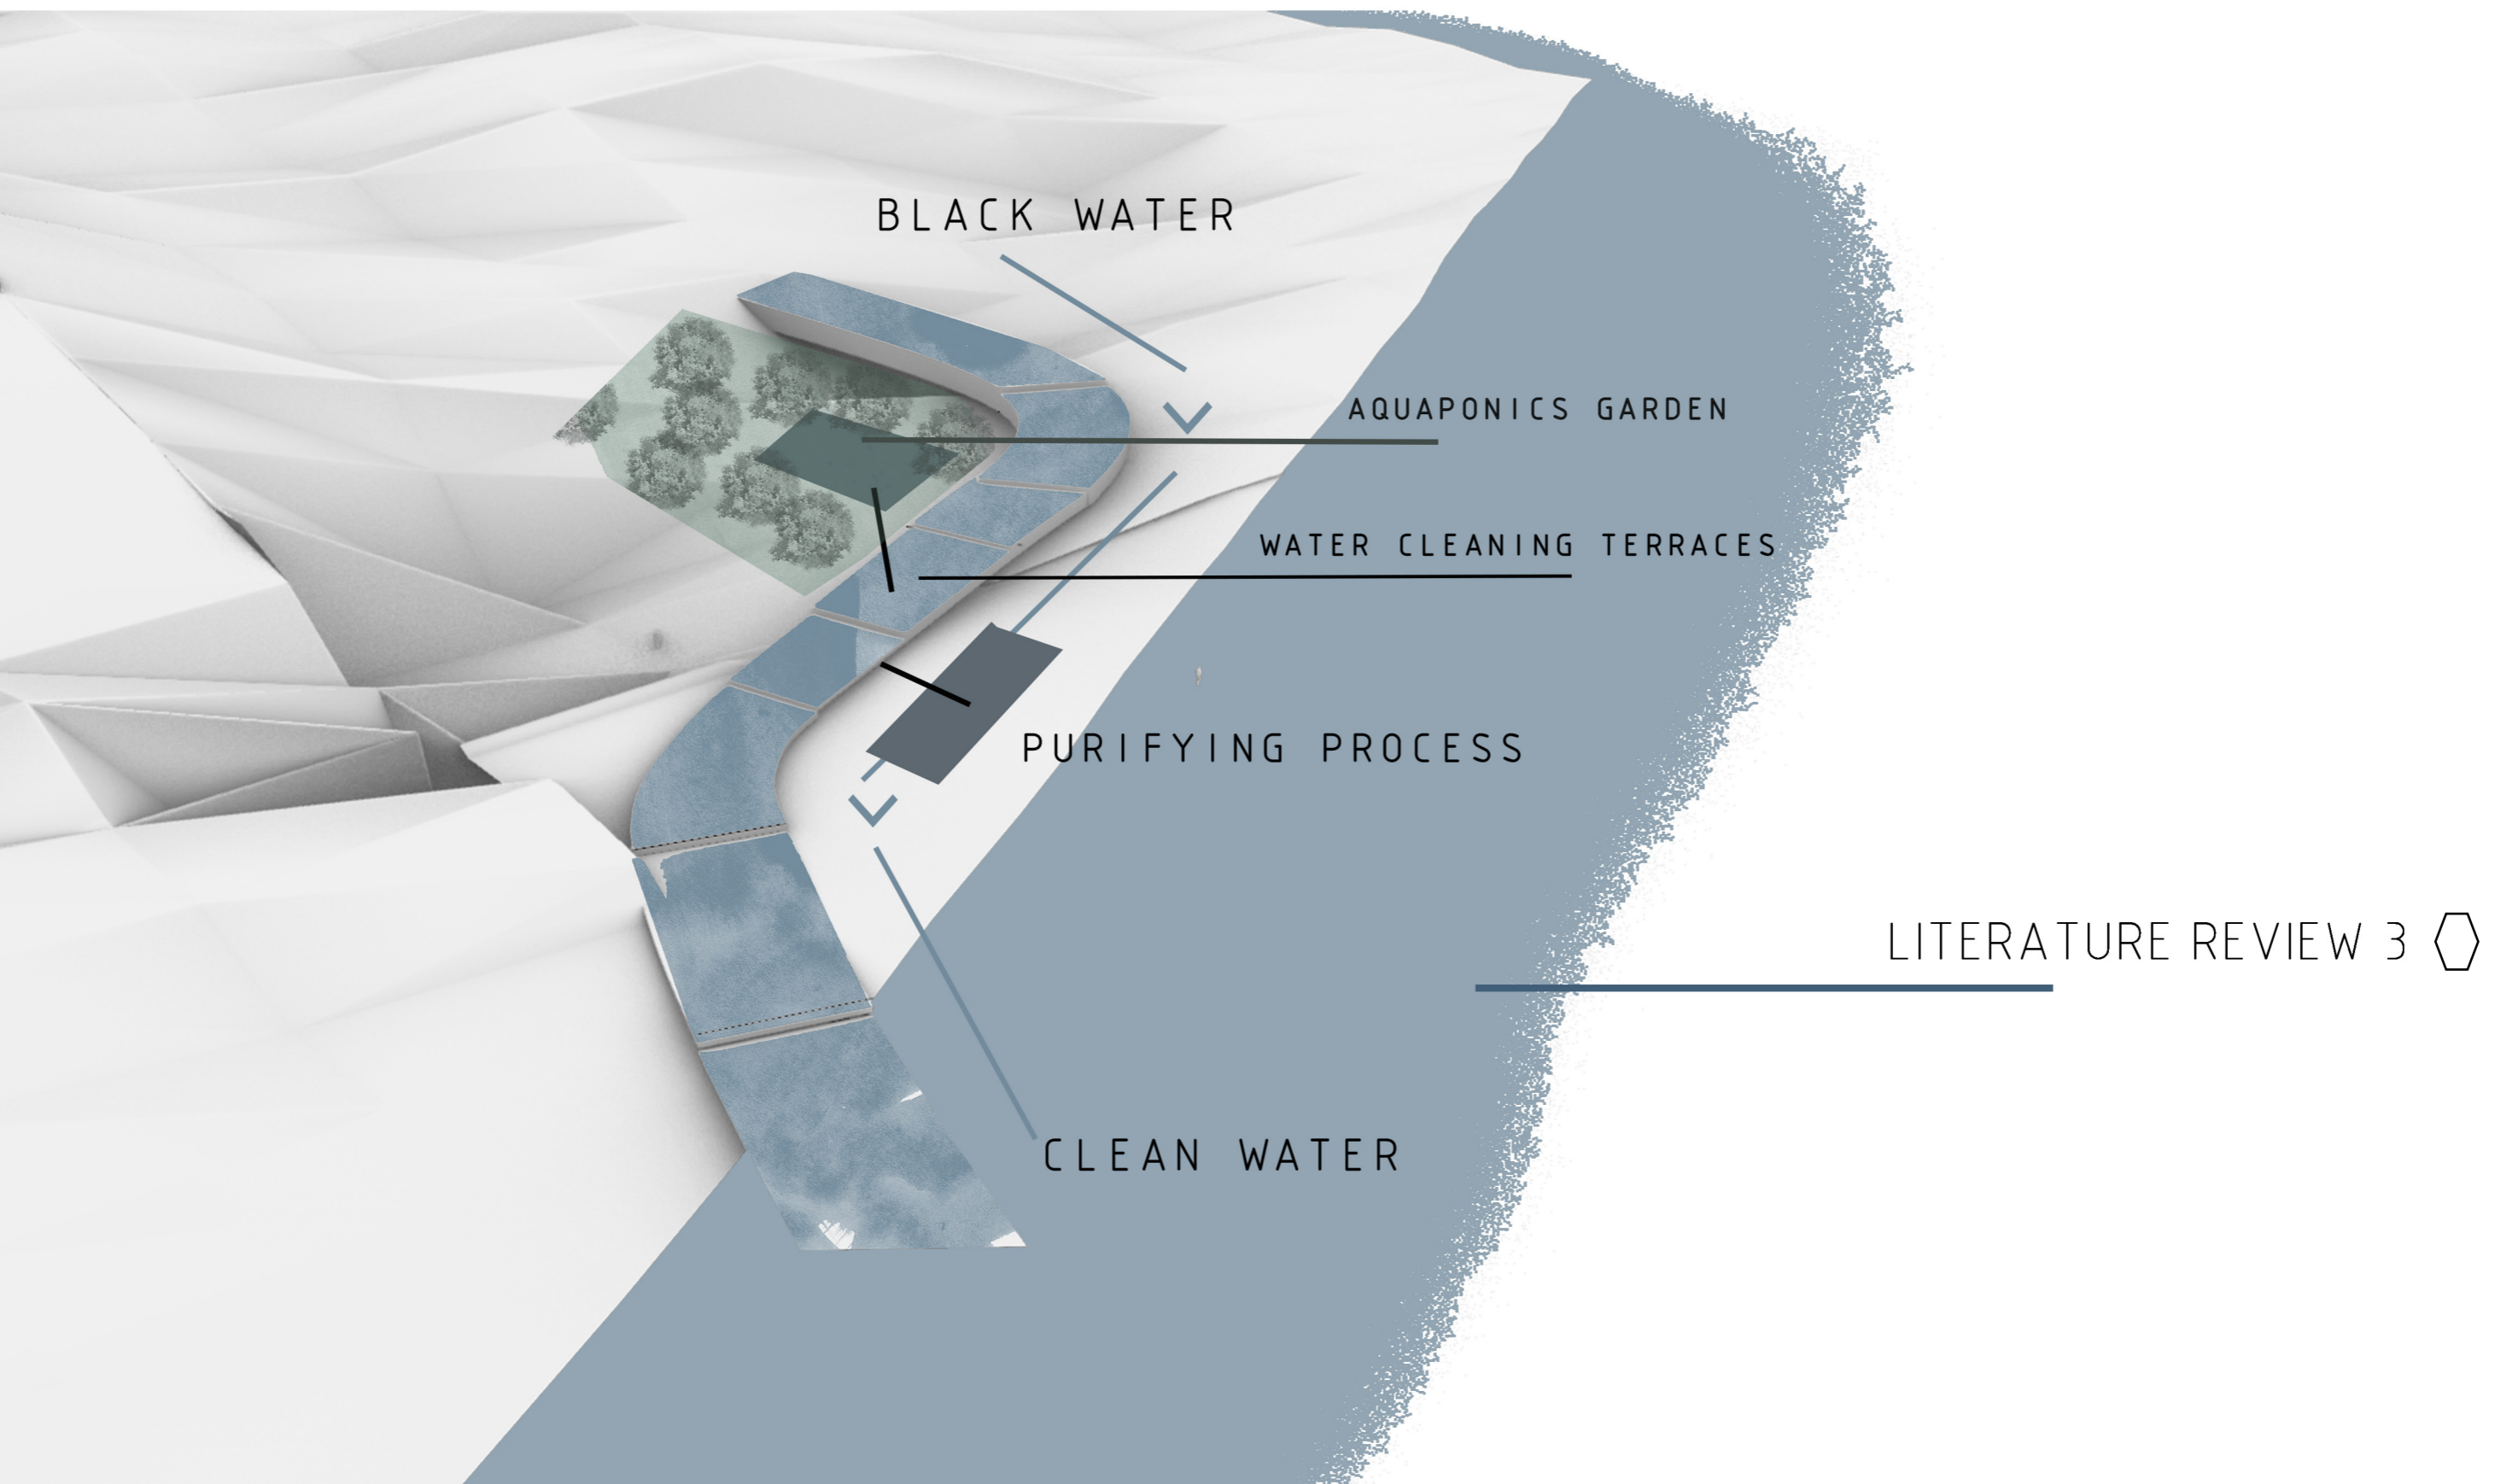 BLACK WATER
AQUAPONICS GARDEN
WATER CLEANING TERRACES
PURIFYING PROCESS
LITERATURE REVIEW 3
CLEAN WATER